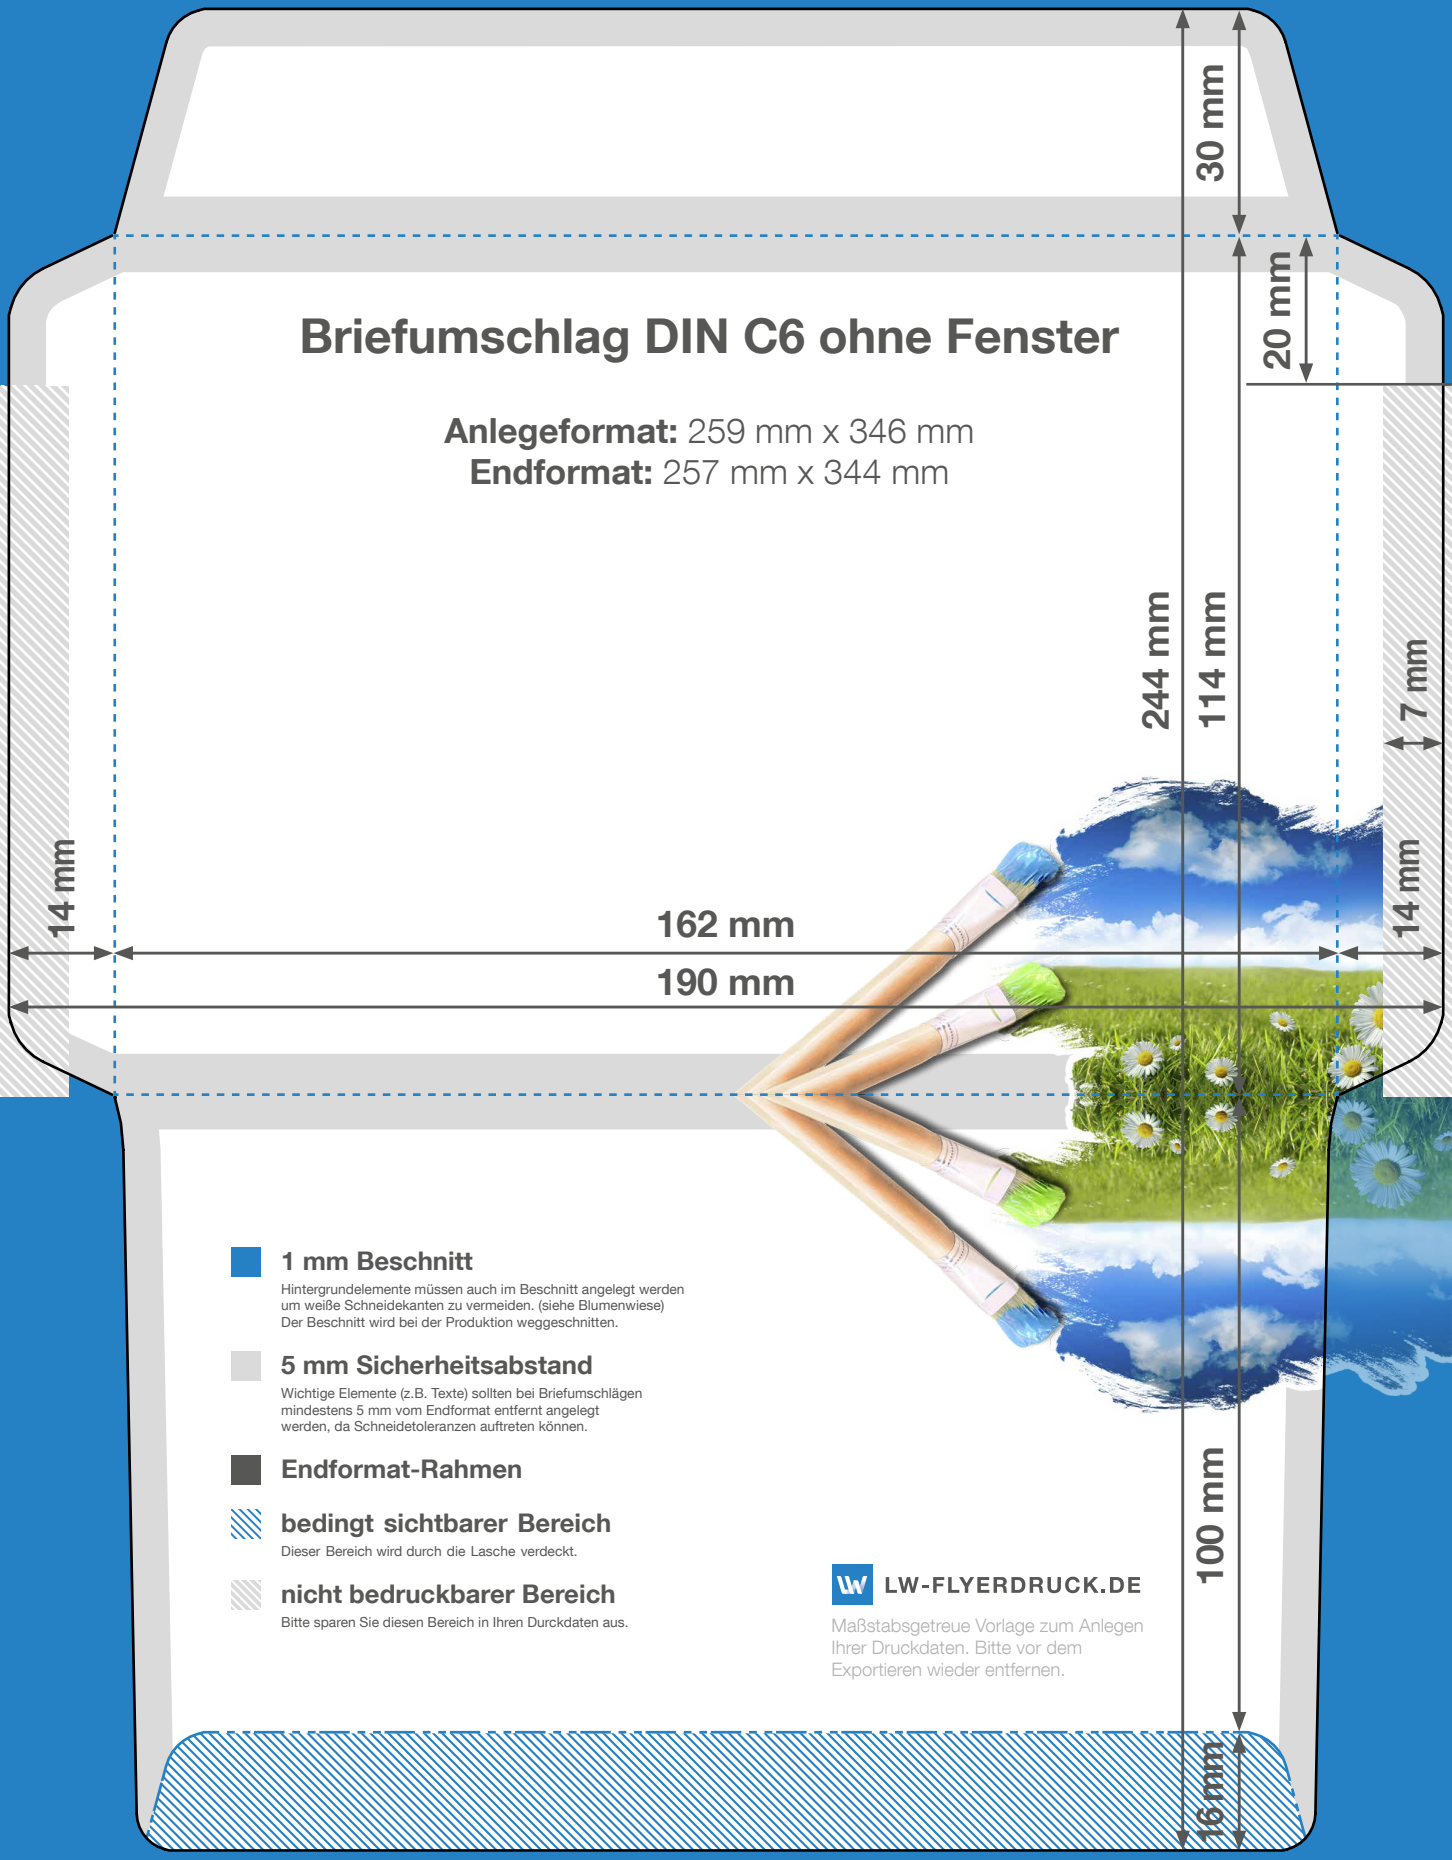 30 mm
20 mm
Briefumschlag DIN C6 ohne Fenster
Anlegeformat: 259 mm x 346 mm
Endformat: 257 mm x 344 mm
244 mm
114 mm
7 mm
14 mm
14 mm
162 mm
190 mm
1 mm Beschnitt
Hintergrundelemente müssen auch im Beschnitt angelegt werden
um weiße Schneidekanten zu vermeiden. (siehe Blumenwiese)
Der Beschnitt wird bei der Produktion weggeschnitten.
5 mm Sicherheitsabstand
Wichtige Elemente (z.B. Texte) sollten bei Briefumschlägen
mindestens 5 mm vom Endformat entfernt angelegt
werden, da Schneidetoleranzen auftreten können.
Endformat-Rahmen
bedingt sichtbarer Bereich
Dieser Bereich wird durch die Lasche verdeckt.
nicht bedruckbarer Bereich
Bitte sparen Sie diesen Bereich in Ihren Durckdaten aus.
100 mm
LW LW-FLYERDRUCK.DE
Maßstabsgetreue Vorlage zum Anlegen
Ihrer Druckdaten. Bitte vor dem
Exportieren wieder entfernen.
16 mm